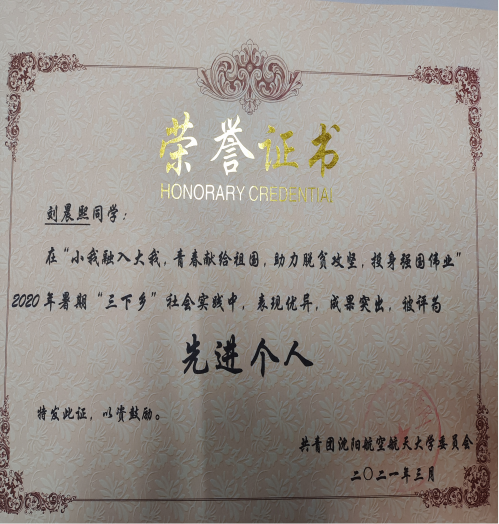 荣誉证书
HONORARY CREDENTIAL
刘晨熙同学：
在“小我融入大我，青春献给祖国，助力脱贫攻坚，投身强国伟业”
2020年暑期“三下乡”社会实践中，表现优异，成果突出，被评为
先进个人
特发此证，以资鼓励。
共青团沈阳航空航天大学委员会
二〇二一年三月